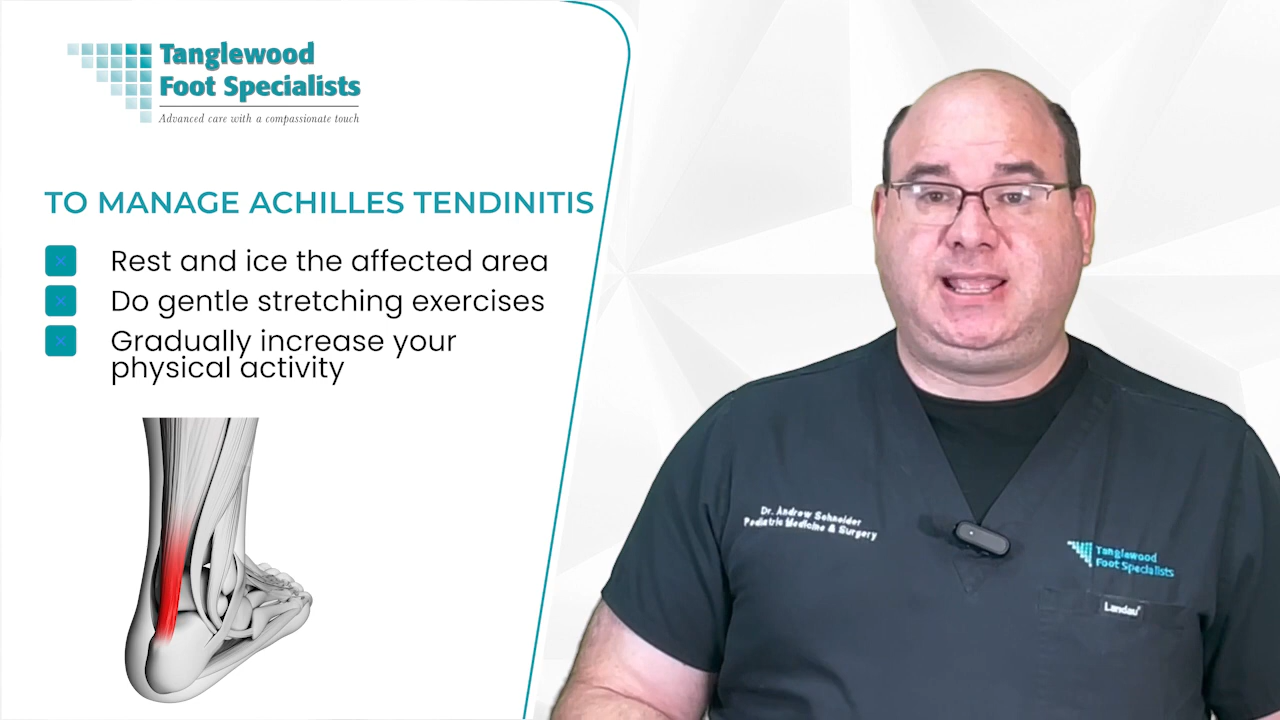 Tanglewood
Foot Specialists
Advanced care with a compassionate touch
TO MANAGE ACHILLES TENDINITIS
Rest and ice the affected area
Do gentle stretching exercises
Gradually increase your
physical activity
Dr. Andrew Schneider
Podiatric Medicine & Surgery
Tanglewood
Foot Specialists
Landau